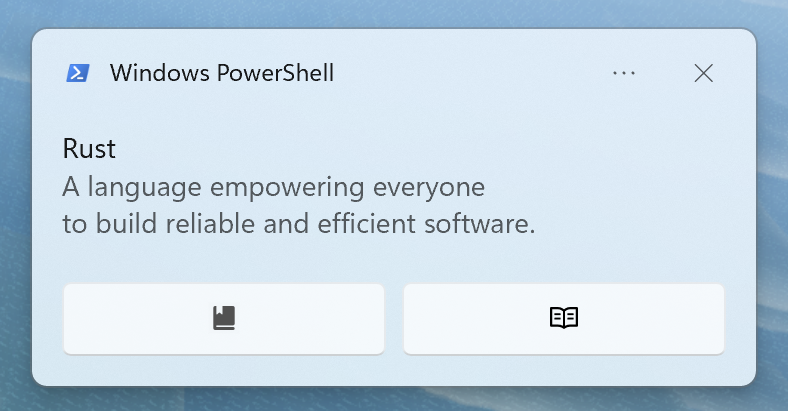 Windows PowerShell
Rust
A language empowering everyone
to build reliable and efficient software.